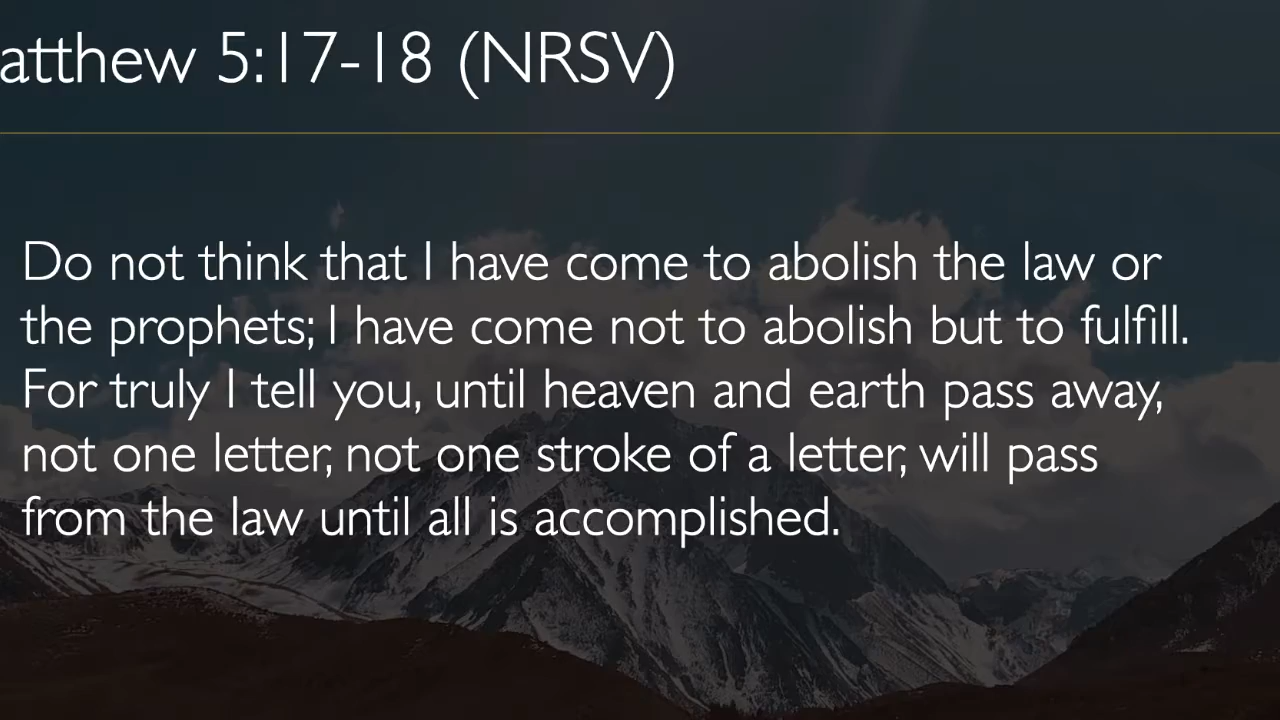 atthew 5:17-18 (NRSV)
Do not think that I have come to abolish the law or
the prophets; I have come not to abolish but to fulfill.
For truly I tell you, until heaven and earth pass away,
not one letter, not one stroke of a letter, will pass
from the law until all is accomplished.